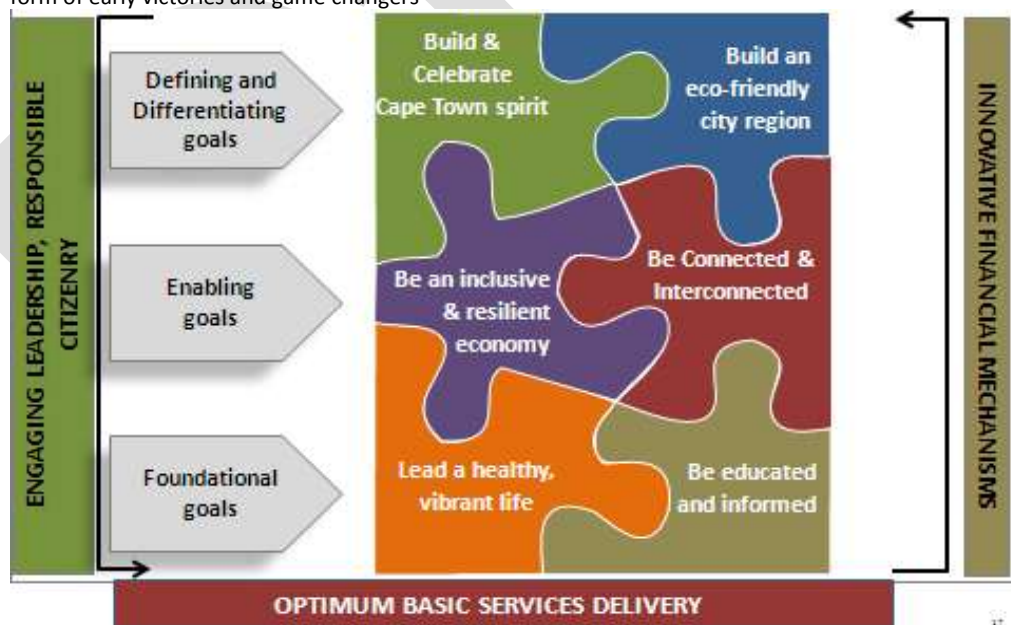 form of early victories and game changers
ENGAGING LEADERSHIP, RESPONSIBLE
CITIZENRY
Defining and
Differentiating
goals
Build &
Celebrate
Cape Town spirit
Build an
eco-friendly
city region
Enabling
goals
Be an inclusive
& resilient
economy
Be Connected &
Interconnected
Foundational
goals
Lead a healthy,
vibrant life
Be educated
and informed
INNOVATIVE FINANCIAL MECHANISMS
OPTIMUM BASIC SERVICES DELIVERY